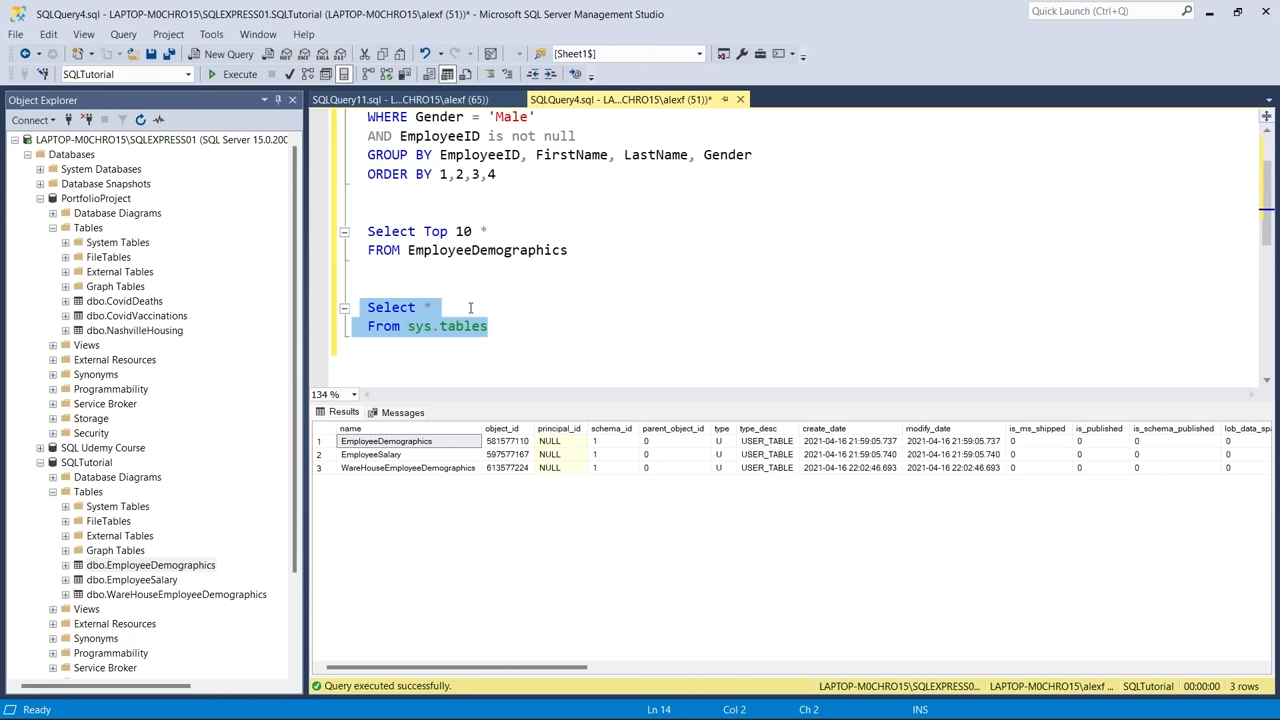 SQLQuery4.sql - LAPTOP-M0CHRO15\SQLEXPRESS01.SQLTutorial (LAPTOP-M0CHRO15\alexf (51))* - Microsoft SQL Server Management Studio
Quick Launch (Ctrl+Q)
File Edit View Query Project Tools Window Help
New Query
MDX DMX XMLA DAX
[Sheet1$]
SQLTutorial
Execute
Object Explorer
SQLQuery11.sql - L...CHRO15\alexf (65))
SQLQuery4.sql - LA...CHRO15\alexf (51))*
Connect
LAPTOP-M0CHRO15\SQLEXPRESS01 (SQL Server 15.0.200
Databases
System Databases
Database Snapshots
PortfolioProject
Database Diagrams
Tables
System Tables
FileTables
External Tables
Graph Tables
dbo.CovidDeaths
dbo.CovidVaccinations
dbo.NashvilleHousing
Views
External Resources
Synonyms
Programmability
Service Broker
Storage
Security
SQL Udemy Course
SQLTutorial
Database Diagrams
Tables
System Tables
FileTables
External Tables
Graph Tables
dbo.EmployeeDemographics
dbo.EmployeeSalary
dbo.WareHouseEmployeeDemographics
Views
External Resources
Synonyms
Programmability
Service Broker
WHERE Gender = 'Male'
AND EmployeeID is not null
GROUP BY EmployeeID, FirstName, LastName, Gender
ORDER BY 1,2,3,4
Select Top 10 *
FROM EmployeeDemographics
Select *
From sys.tables
134 %
Results Messages
name object_id principal_id schema_id parent_object_id type type_desc create_date modify_date is_ms_shipped is_published is_schema_published lob_data_spa
1 EmployeeDemographics 581577110 NULL 1 0 U USER_TABLE 2021-04-16 21:59:05.737 2021-04-16 21:59:05.737 0 0 0 0
2 EmployeeSalary 597577167 NULL 1 0 U USER_TABLE 2021-04-16 21:59:05.740 2021-04-16 21:59:05.740 0 0 0 0
3 WareHouseEmployeeDemographics 613577224 NULL 1 0 U USER_TABLE 2021-04-16 22:02:46.693 2021-04-16 22:02:46.693 0 0 0 0
Query executed successfully.
LAPTOP-M0CHRO15\SQLEXPRESS0... LAPTOP-M0CHRO15\alexf ... SQLTutorial 00:00:00 3 rows
Ready Ln 14 Col 2 Ch 2 INS